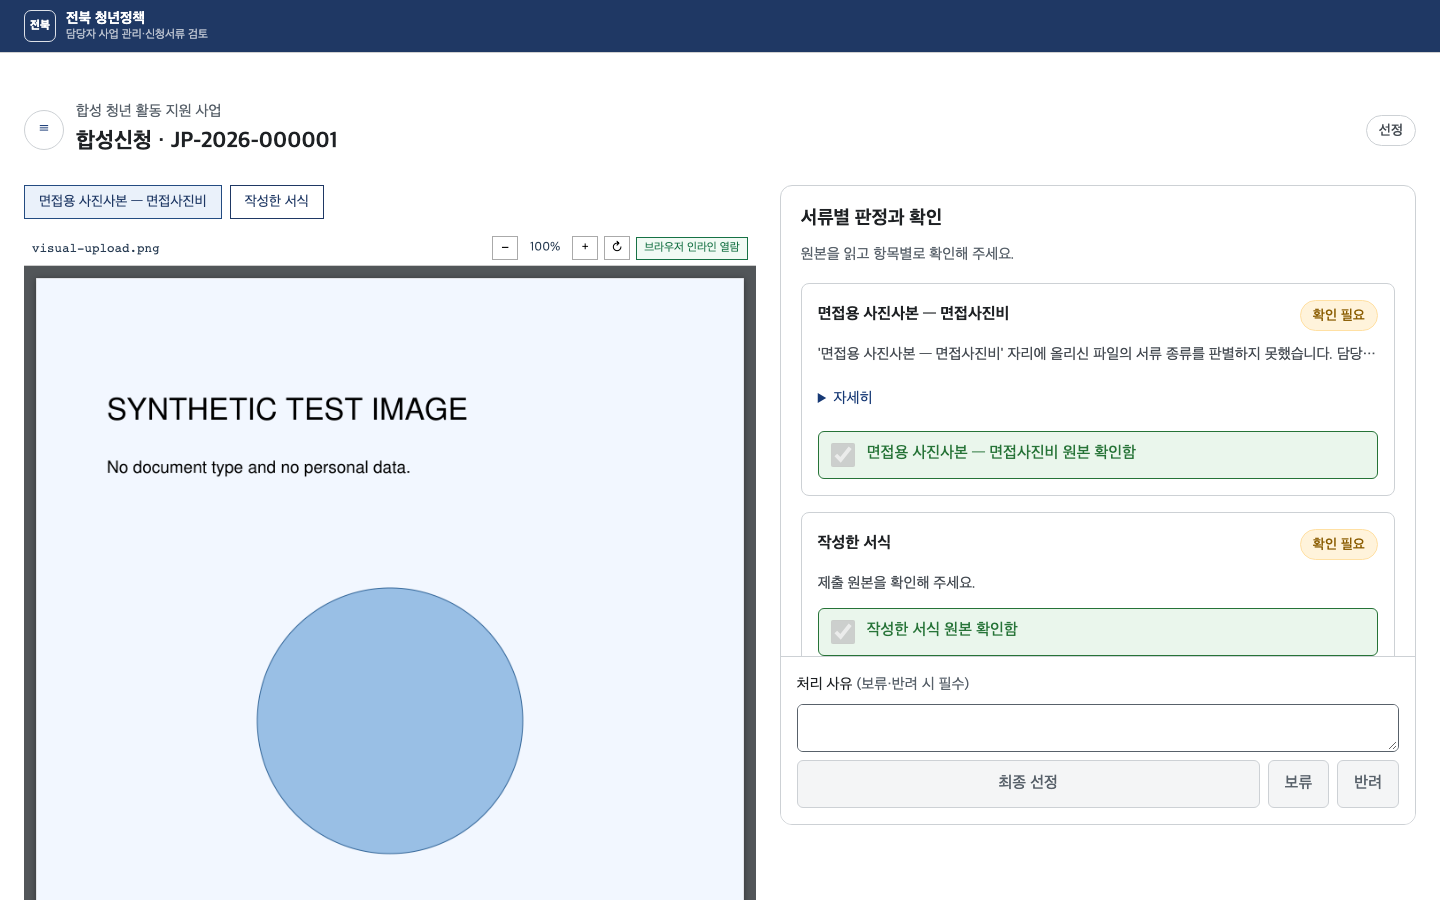 전북
전북 청년정책
담당자 사업 관리·신청서류 검토
≡
합성 청년 활동 지원 사업
합성신청 · JP-2026-000001
선정
면접용 사진사본 — 면접사진비
작성한 서식
visual-upload.png
−
100%
+
↻
브라우저 인라인 열람
SYNTHETIC TEST IMAGE
No document type and no personal data.
서류별 판정과 확인
원본을 읽고 항목별로 확인해 주세요.
면접용 사진사본 — 면접사진비
확인 필요
'면접용 사진사본 — 면접사진비' 자리에 올리신 파일의 서류 종류를 판별하지 못했습니다. 담당…
▶ 자세히
면접용 사진사본 — 면접사진비 원본 확인함
작성한 서식
확인 필요
제출 원본을 확인해 주세요.
작성한 서식 원본 확인함
처리 사유 (보류·반려 시 필수)
최종 선정
보류
반려